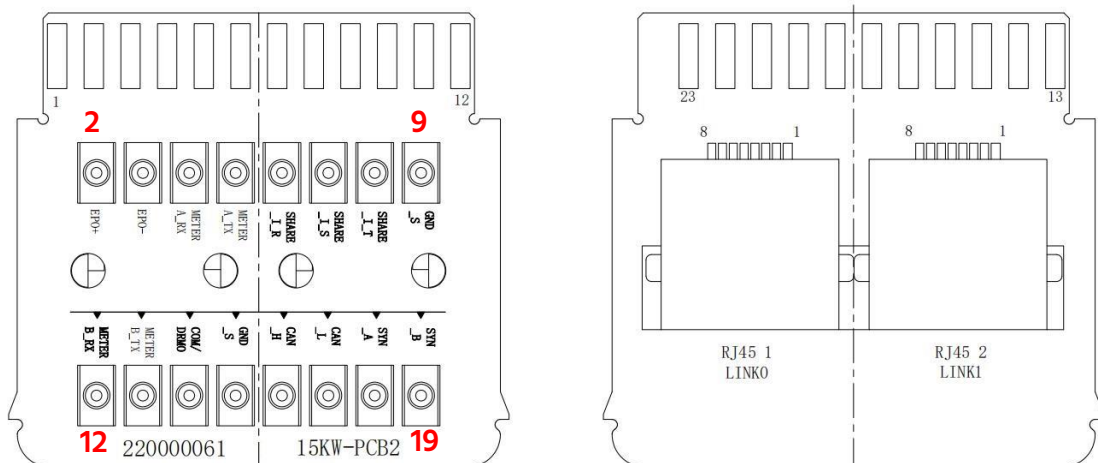 1 12
2 9
EPO+
EPO-
METER
A_RX
METER
A_TX
SHARE
_I_R
SHARE
_I_S
SHARE
_I_T
GND
_S
METER
B_RX
METER
B_TX
COM/
DRMO
GND
_S
CAN
_H
CAN
_L
SYN
_A
SYN
_B
12 19
220000061 15KW-PCB2
23 13
8 1 8 1
RJ45 1 RJ45 2
LINK0 LINK1